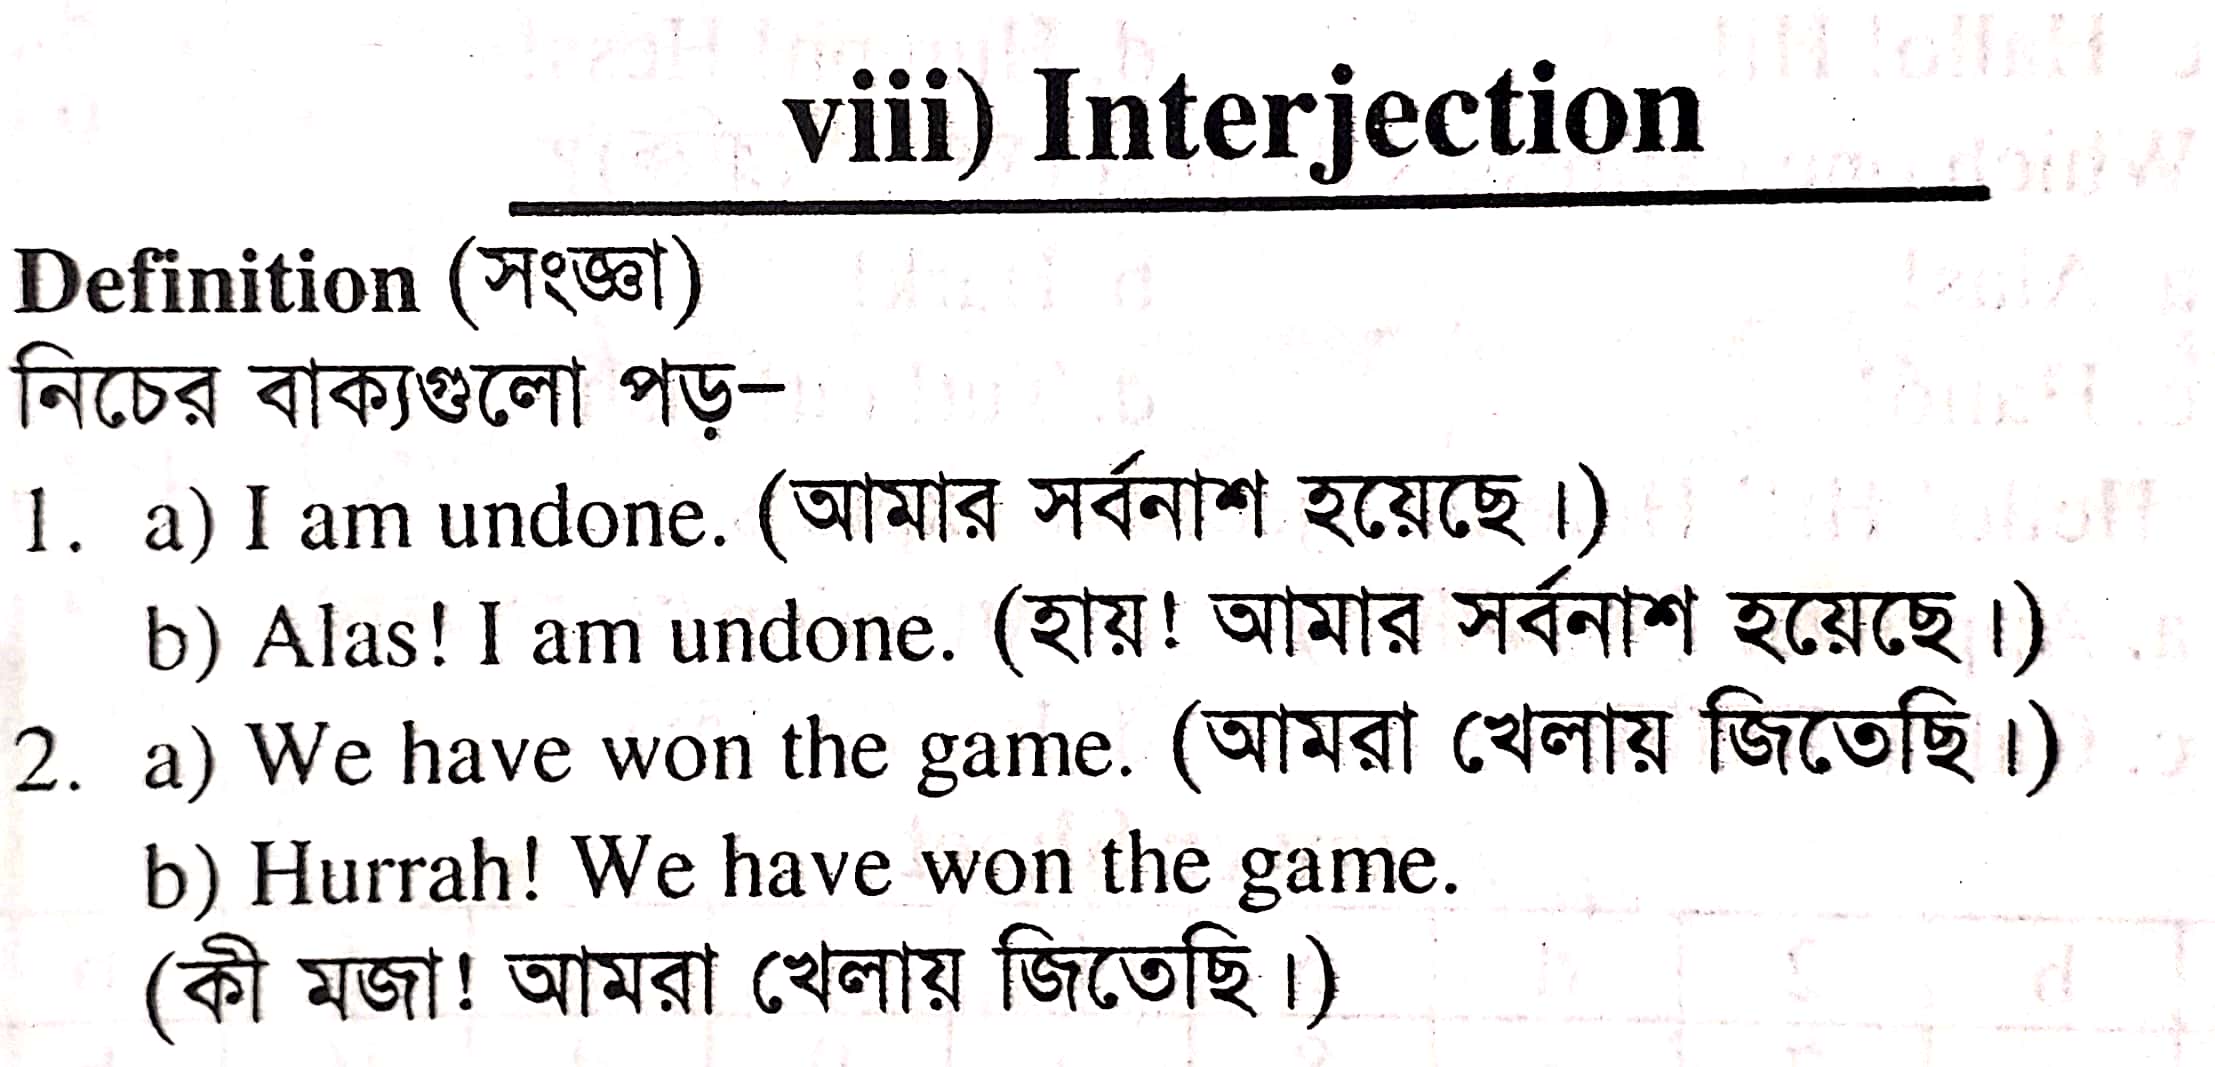 viii) Interjection
Definition (সংজ্ঞা)
নিচের বাক্যগুলো পড়–
1. a) I am undone. (আমার সর্বনাশ হয়েছে।)
b) Alas! I am undone. (হায়! আমার সর্বনাশ হয়েছে।)
2. a) We have won the game. (আমরা খেলায় জিতেছি।)
b) Hurrah! We have won the game.
(কী মজা! আমরা খেলায় জিতেছি।)